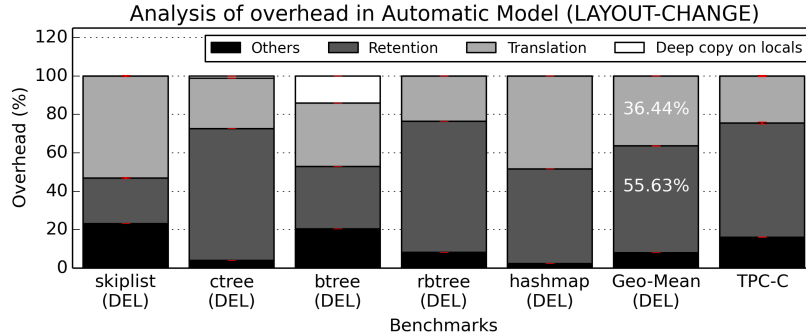 Analysis of overhead in Automatic Model (LAYOUT-CHANGE)
Others Retention Translation Deep copy on locals
Overhead (%)
120
100
80
60
40
20
0
36.44%
55.63%
skiplist (DEL)
ctree (DEL)
btree (DEL)
rbtree (DEL)
hashmap (DEL)
Geo-Mean (DEL)
TPC-C
Benchmarks